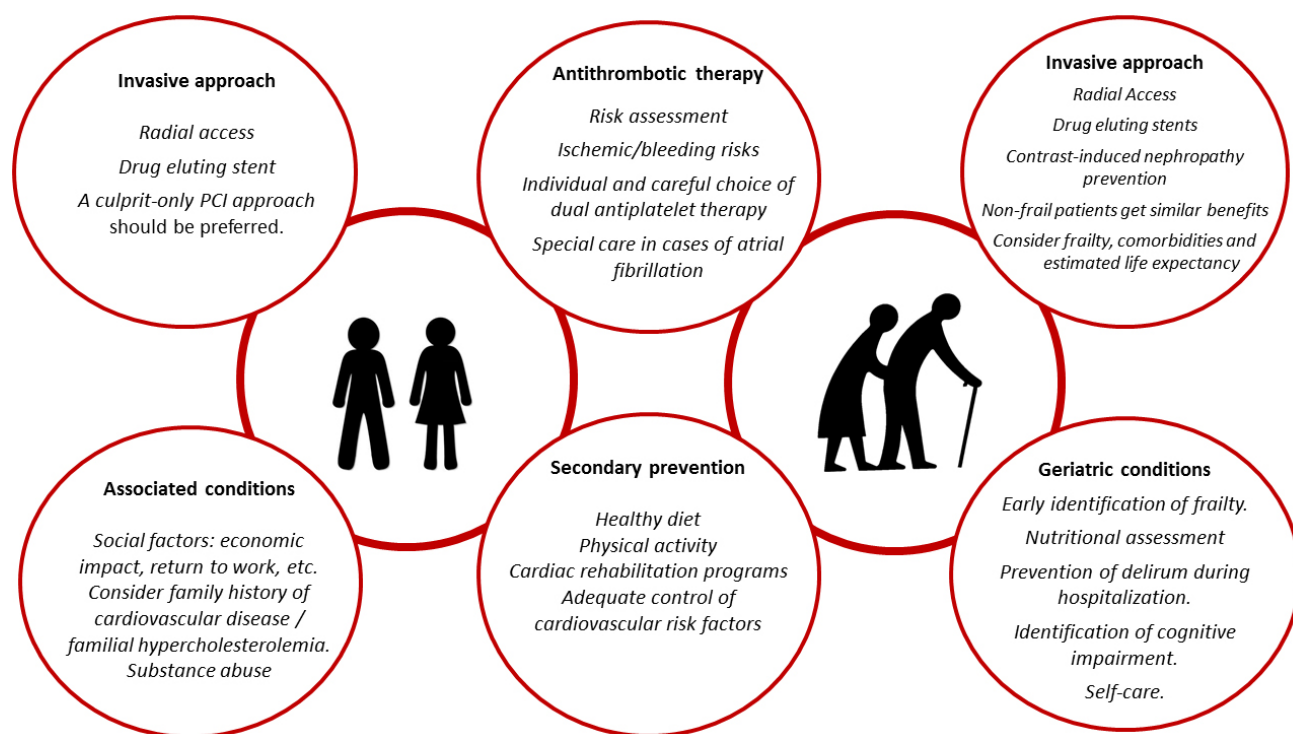 Invasive approach
Radial access
Drug eluting stent
A culprit-only PCI approach
should be preferred.
Antithrombotic therapy
Risk assessment
Ischemic/bleeding risks
Individual and careful choice of
dual antiplatelet therapy
Special care in cases of atrial
fibrillation
Invasive approach
Radial Access
Drug eluting stents
Contrast-induced nephropathy
prevention
Non-frail patients get similar benefits
Consider frailty, comorbidities and
estimated life expectancy
Associated conditions
Social factors: economic
impact, return to work, etc.
Consider family history of
cardiovascular disease /
familial hypercholesterolemia.
Substance abuse
Secondary prevention
Healthy diet
Physical activity
Cardiac rehabilitation programs
Adequate control of
cardiovascular risk factors
Geriatric conditions
Early identification of frailty.
Nutritional assessment
Prevention of delirum during
hospitalization.
Identification of cognitive
impairment.
Self-care.